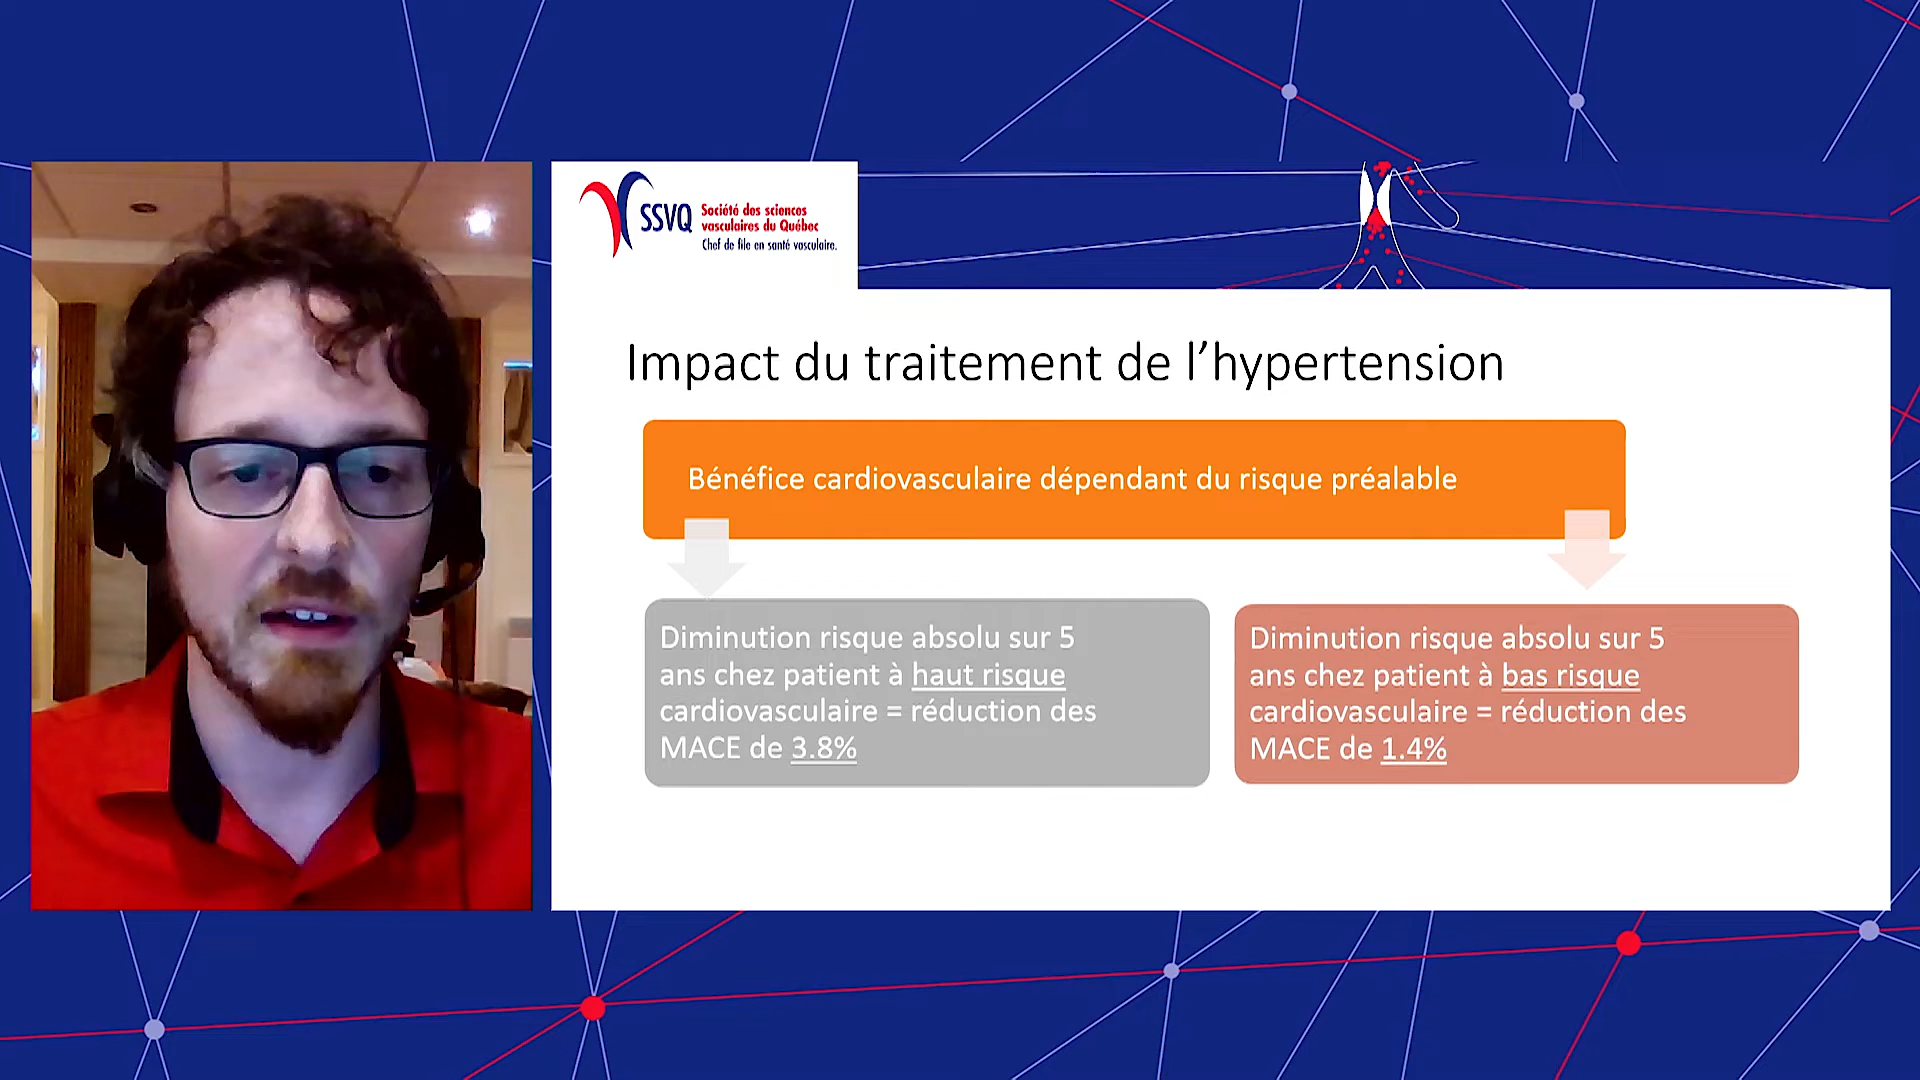 SSVQ
Société des sciences
vasculaires du Québec
Chef de file en santé vasculaire.
Impact du traitement de l'hypertension
Bénéfice cardiovasculaire dépendant du risque préalable
Diminution risque absolu sur 5
ans chez patient à haut risque
cardiovasculaire = réduction des
MACE de 3.8%
Diminution risque absolu sur 5
ans chez patient à bas risque
cardiovasculaire = réduction des
MACE de 1.4%